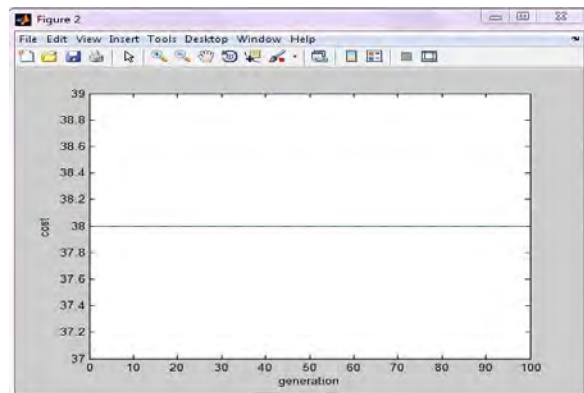 Figure 2
File Edit View Insert Tools Desktop Window Help
39
38.8
38.6
38.4
38.2
38
37.8
37.6
37.4
37.2
37
cost
0 10 20 30 40 50 60 70 80 90 100
generation